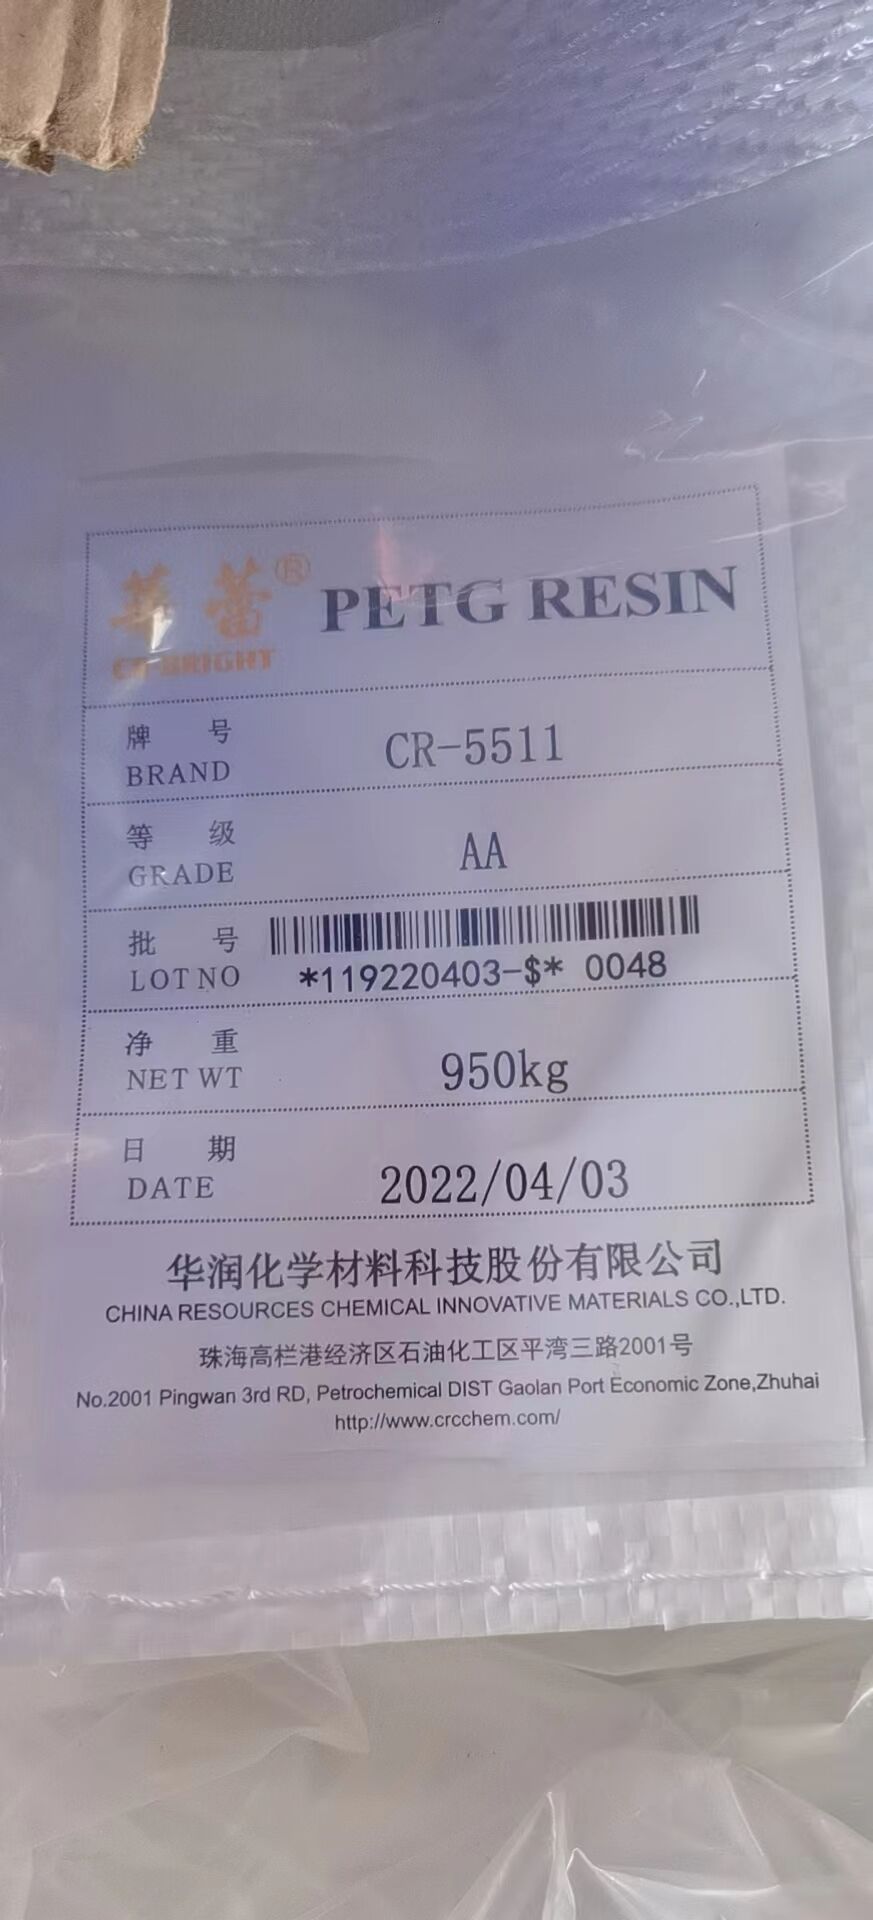 華蕾® PETG RESIN
CR-BRIGHT
牌 号
BRAND
CR-5511
等 级
GRADE
AA
批 号
LOT NO
*119220403-$* 0048
净 重
NET WT
950kg
日 期
DATE
2022/04/03
华润化学材料科技股份有限公司
CHINA RESOURCES CHEMICAL INNOVATIVE MATERIALS CO.,LTD.
珠海高栏港经济区石油化工区平湾三路2001号
No.2001 Pingwan 3rd RD, Petrochemical DIST Gaolan Port Economic Zone,Zhuhai
http://www.crcchem.com/